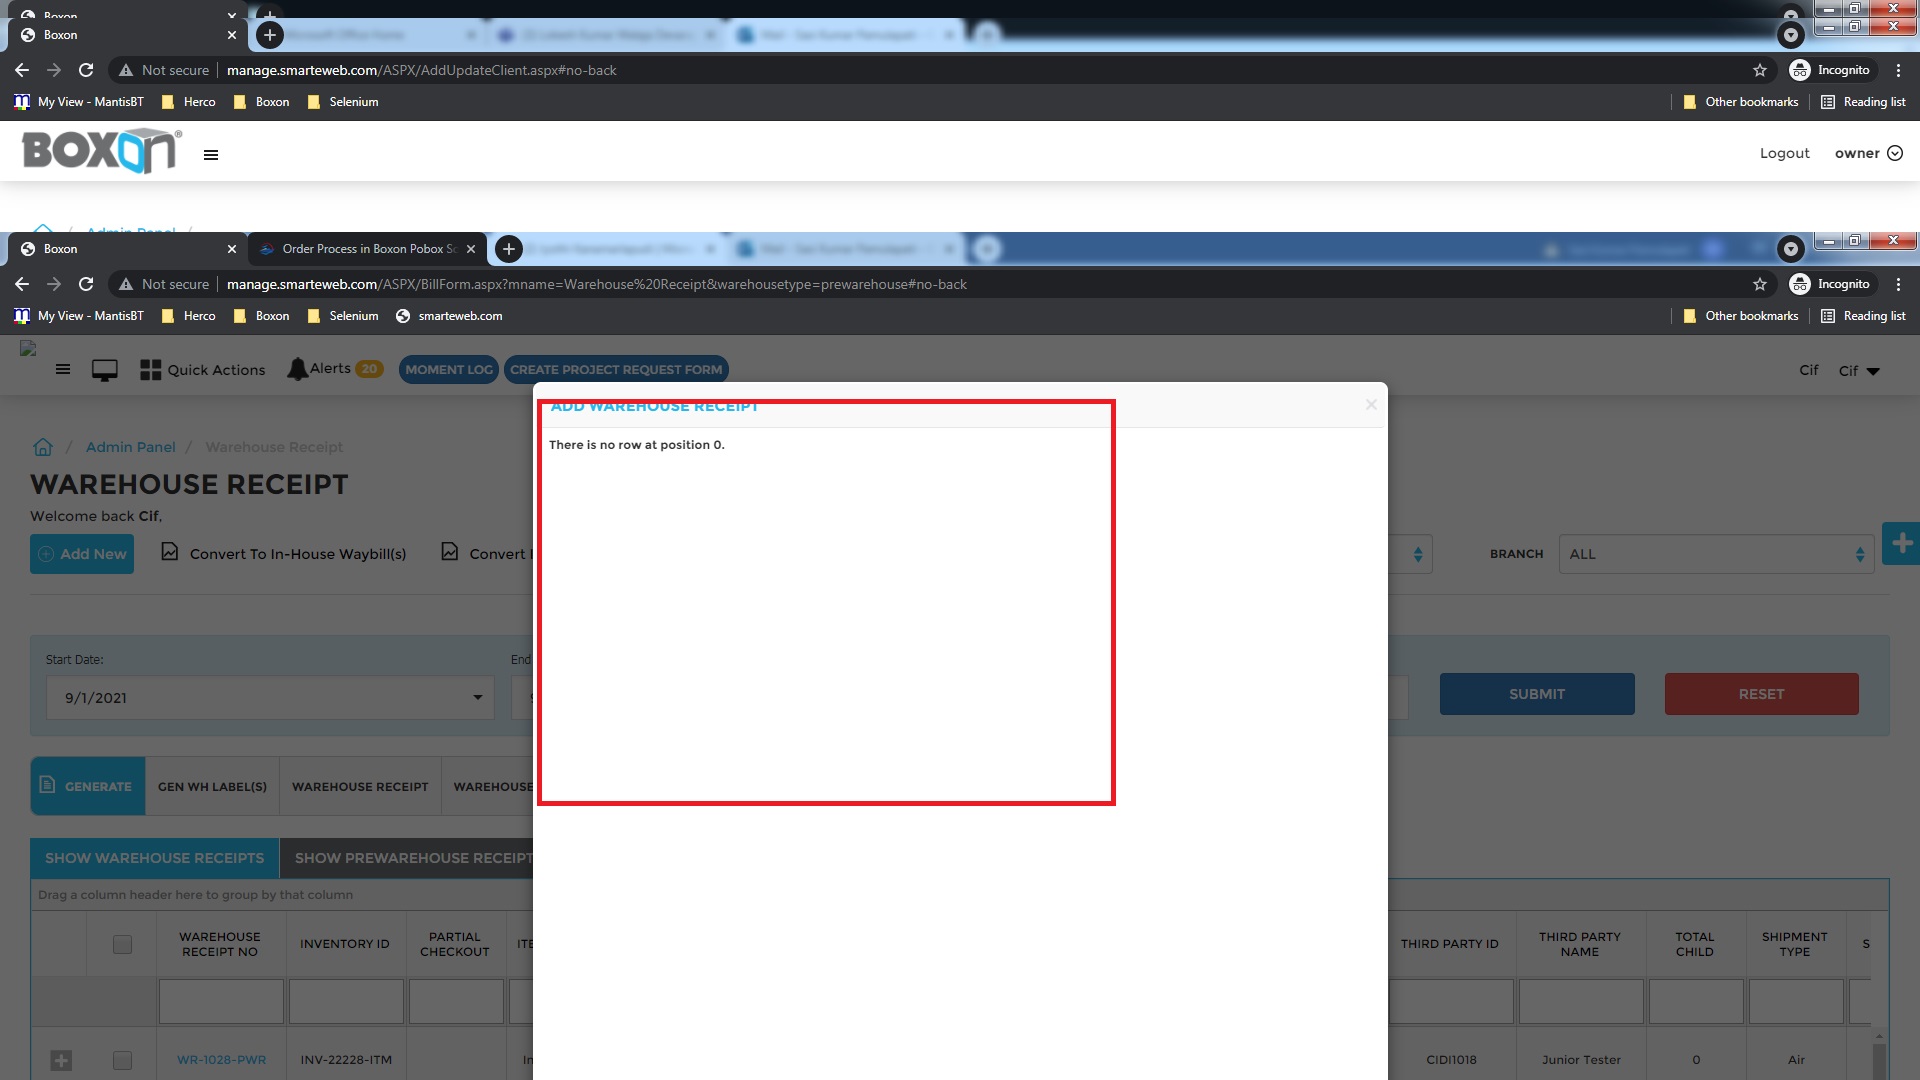 Boxon
Boxon
Not secure manage.smarteweb.com/ASPX/AddUpdateClient.aspx#no-back Incognito
My View - MantisBT Herco Boxon Selenium Other bookmarks Reading list
BOXON® Logout owner
Admin Panel /
Boxon Order Process in Boxon Pobox Sc
Not secure manage.smarteweb.com/ASPX/BillForm.aspx?mname=Warehouse%20Receipt&warehousetype=prewarehouse#no-back Incognito
My View - MantisBT Herco Boxon Selenium smarteweb.com Other bookmarks Reading list
Quick Actions Alerts 20 MOMENT LOG CREATE PROJECT REQUEST FORM Cif Cif
ADD WAREHOUSE RECEIPT ×
There is no row at position 0.
/ Admin Panel / Warehouse Receipt
WAREHOUSE RECEIPT
Welcome back Cif,
Add New Convert To In-House Waybill(s) Convert BRANCH ALL
Start Date: End
9/1/2021 SUBMIT RESET
GENERATE GEN WH LABEL(S) WAREHOUSE RECEIPT WAREHOUSE
SHOW WAREHOUSE RECEIPTS SHOW PREWAREHOUSE RECEIPT
Drag a column header here to group by that column
WAREHOUSE RECEIPT NO INVENTORY ID PARTIAL CHECKOUT ITE THIRD PARTY ID THIRD PARTY NAME TOTAL CHILD SHIPMENT TYPE S
WR-1028-PWR INV-22228-ITM In CIDI1018 Junior Tester 0 Air